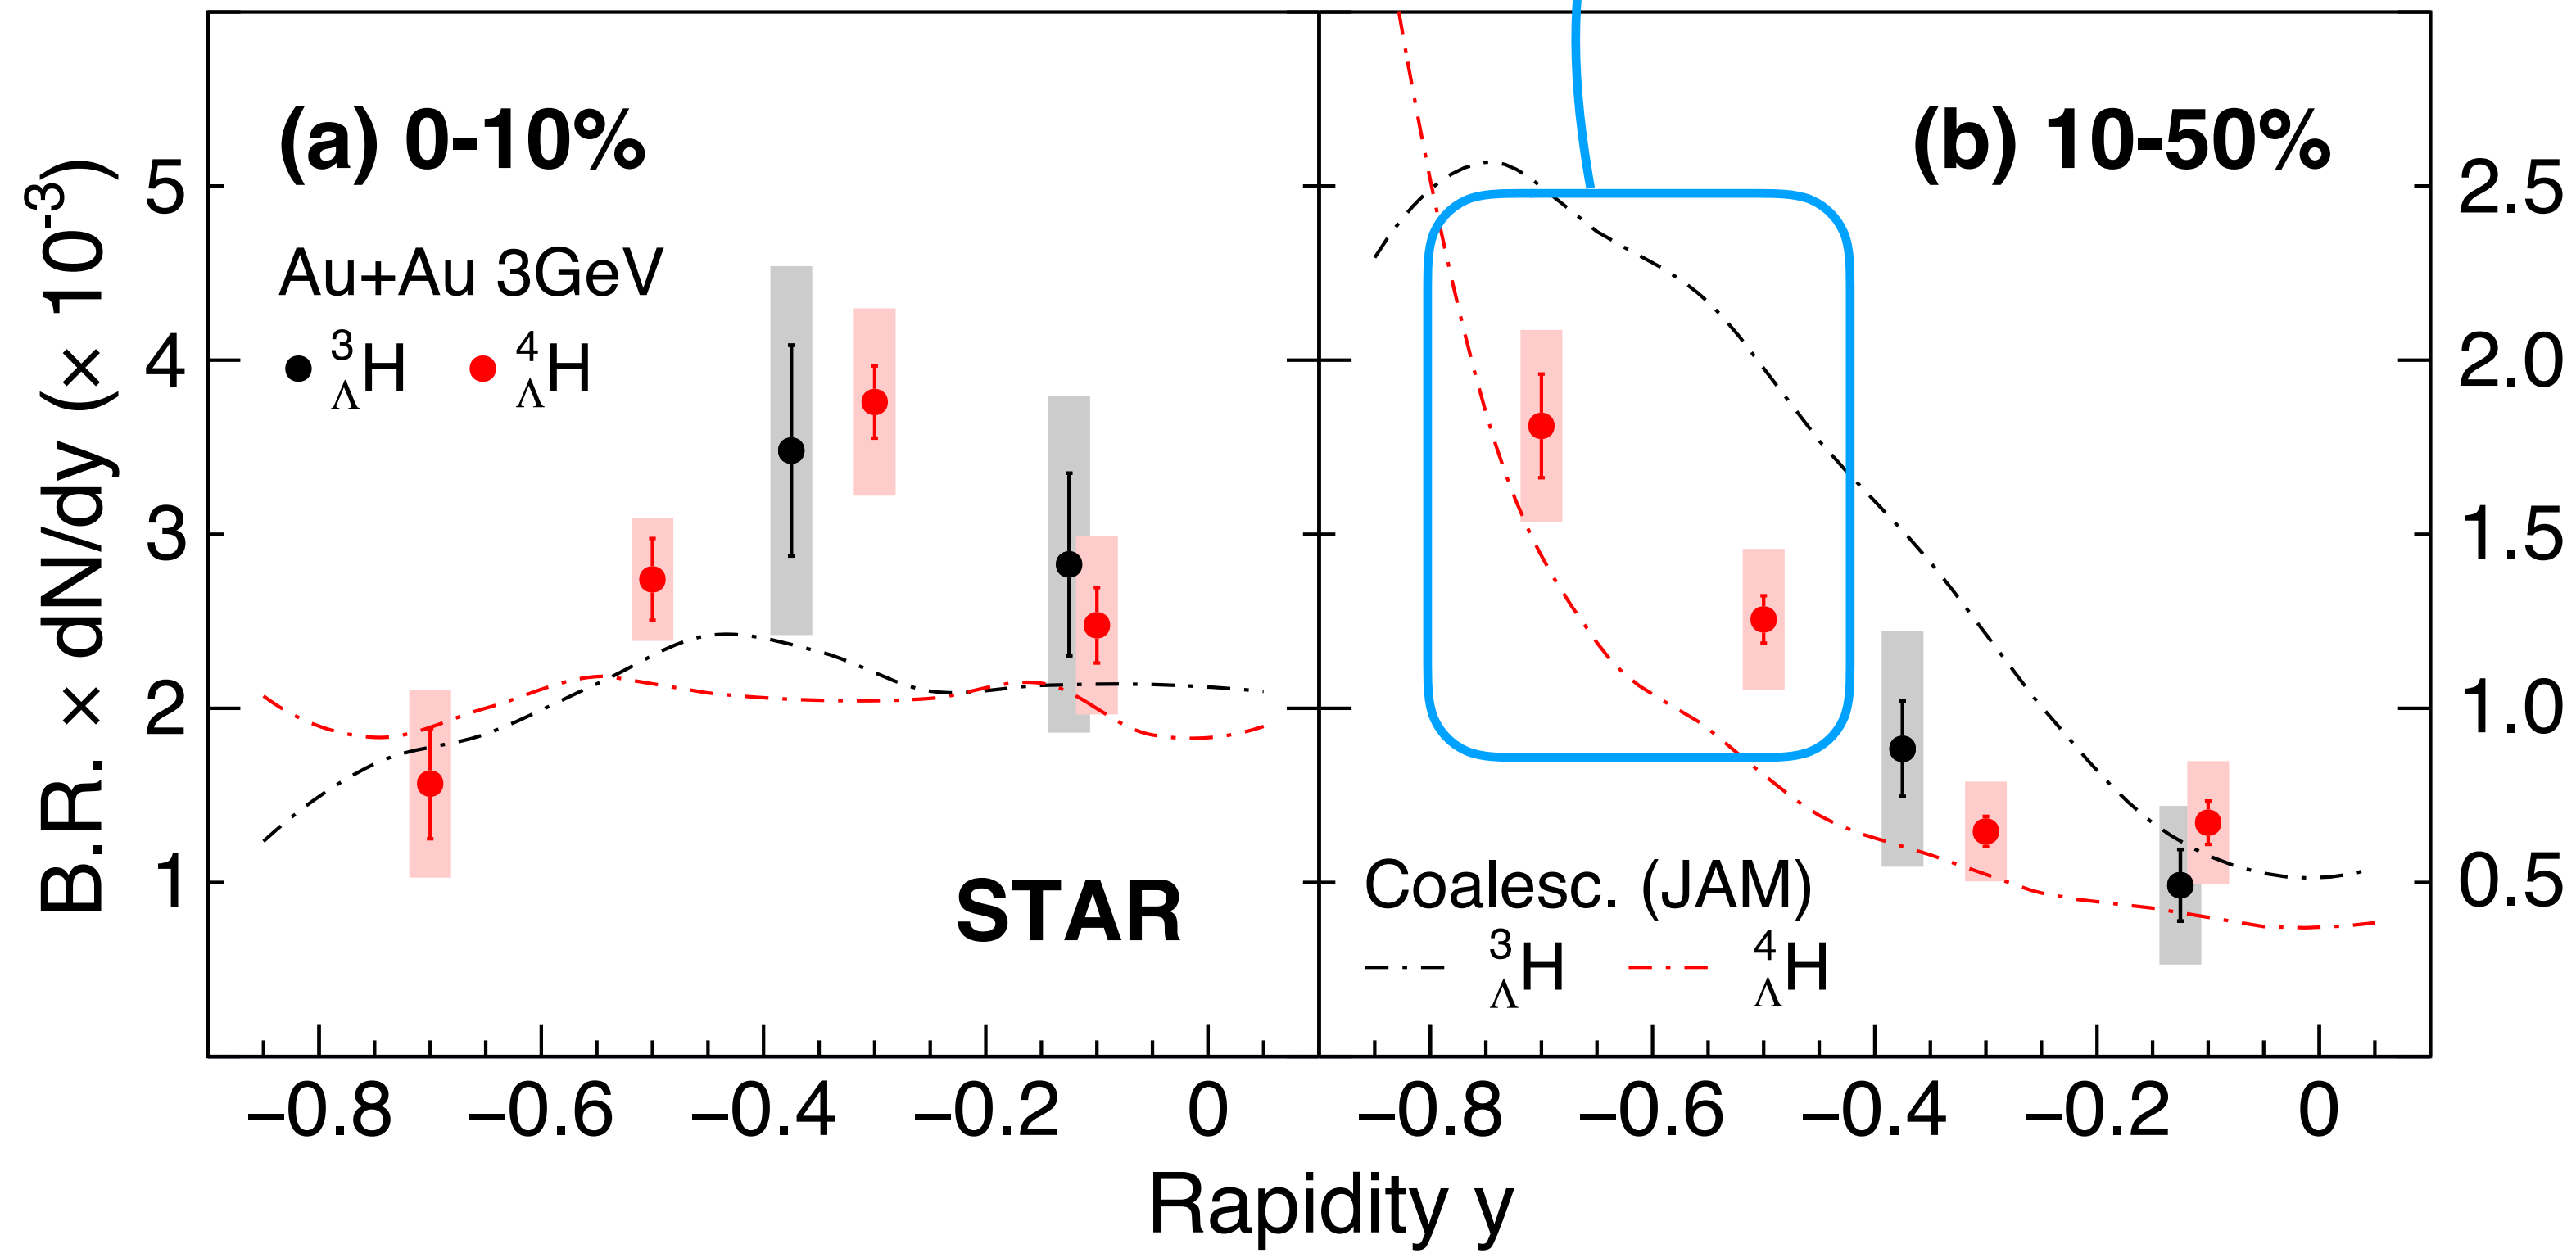 (a) 0-10%
Au+Au 3GeV
³ΛH ⁴ΛH
STAR
(b) 10-50%
Coalesc. (JAM)
³ΛH ⁴ΛH
B.R. × dN/dy (× 10⁻³)
5
4
3
2
1
2.5
2.0
1.5
1.0
0.5
−0.8 −0.6 −0.4 −0.2 0 −0.8 −0.6 −0.4 −0.2 0
Rapidity y